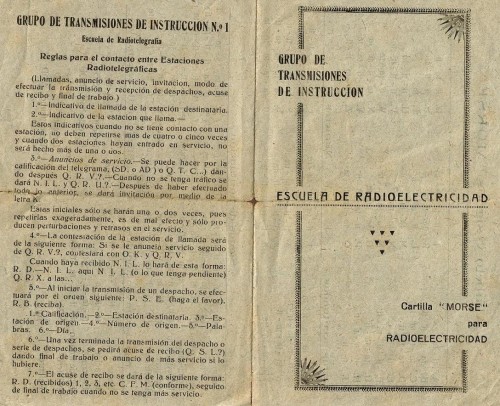 GRUPO DE TRANSMISIONES DE INSTRUCCION N.º 1
Escuela de Radiotelegrafía
Reglas para el contacto entre Estaciones
Radiotelegráficas
(Llamadas, anuncio de servicio, invitacion, modo de
efectuar la transmisión y recepción de despachos, acuse
de recibo y final de trabajo)
1.º—Indicativo de llamada de la estación destinataria.
2.º—Indicativo de la estacion que llama.—
Estos indicativos cuando no se tiene contacto con una
estación, no deben repetirse mas de cuatro o cinco veces
y cuando dos estaciones hayan entrado en servicio, no
será hecho más de una o dos.
3.º—Anuncios de servicio.—Se puede hacer por la
calificación del telegrama, (SD. o AD) o Q. T. C...) dan-
do despues Q R. V.?.—Cuando no se tenga tráfico se
dará N I L y Q R. U.?.—Despues de haber efectuado
todo lo anterior, se dará invitación por medio de la
letra K.
Estas iniciales sólo se harán una o dos veces, pues
repetirlas exageradamente, es de mal efecto y sólo pro-
ducen perturbaciones y retrasos en el servicio.
4.º—La contestación de la estación de llamada será
de la siguiente forma: Si se le anuncia servicio seguido
de Q. R V.?, contestará con O. K y Q R V.
Cuando haya recibido N I. L. lo hará de esta forma:
R. D.—N. I. L. aqui N I L. (o lo que tenga pendiente)
Q R X. a las...
5.º—Al iniciar la transmisión de un despacho, se efec-
tuará por el orden siguiente: P. S. E. (haga el favor).
R. B (reciba).
1.º Calificación.—2.º—Estación destinataria. 3.º—Es-
tación de origen—4.º—Número de origen.—5.º—Pala-
bras. 6.º—Día..
6.º—Una vez terminada la transmisión del despacho o
serie de despachos, se pedirá acuse de recibo (Q. S. L.?)
dando final de trabajo o anuncio de más servicio si lo
hubiere.
7.º—El acuse de recibo se dará de la siguiente forma:
R. D. (recibidos) 1, 2, 3, etc. C. F. M. (conforme), seguido
de final de trabajo cuando no se tenga más servicio.
GRUPO DE
TRANSMISIONES
DE INSTRUCCION
ESCUELA DE RADIOELECTRICIDAD
Cartilla "MORSE"
para
RADIOELECTRICIDAD